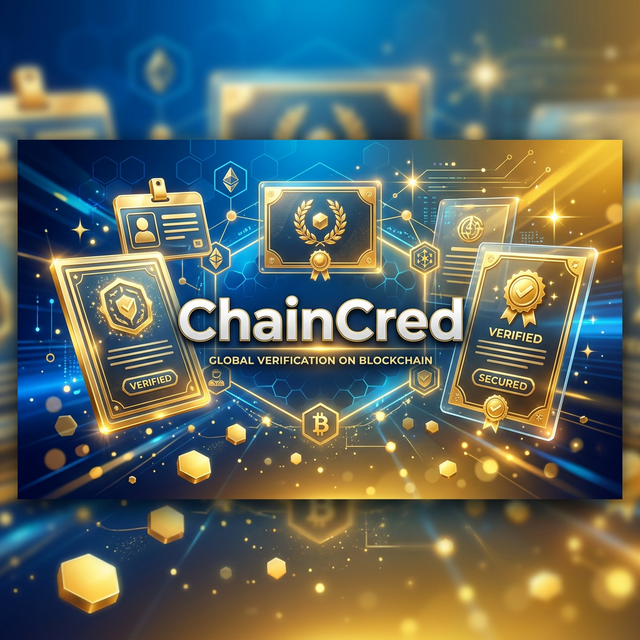 ChainCred
GLOBAL VERIFICATION ON BLOCKCHAIN
VERIFIED
VERIFIED
SECURED